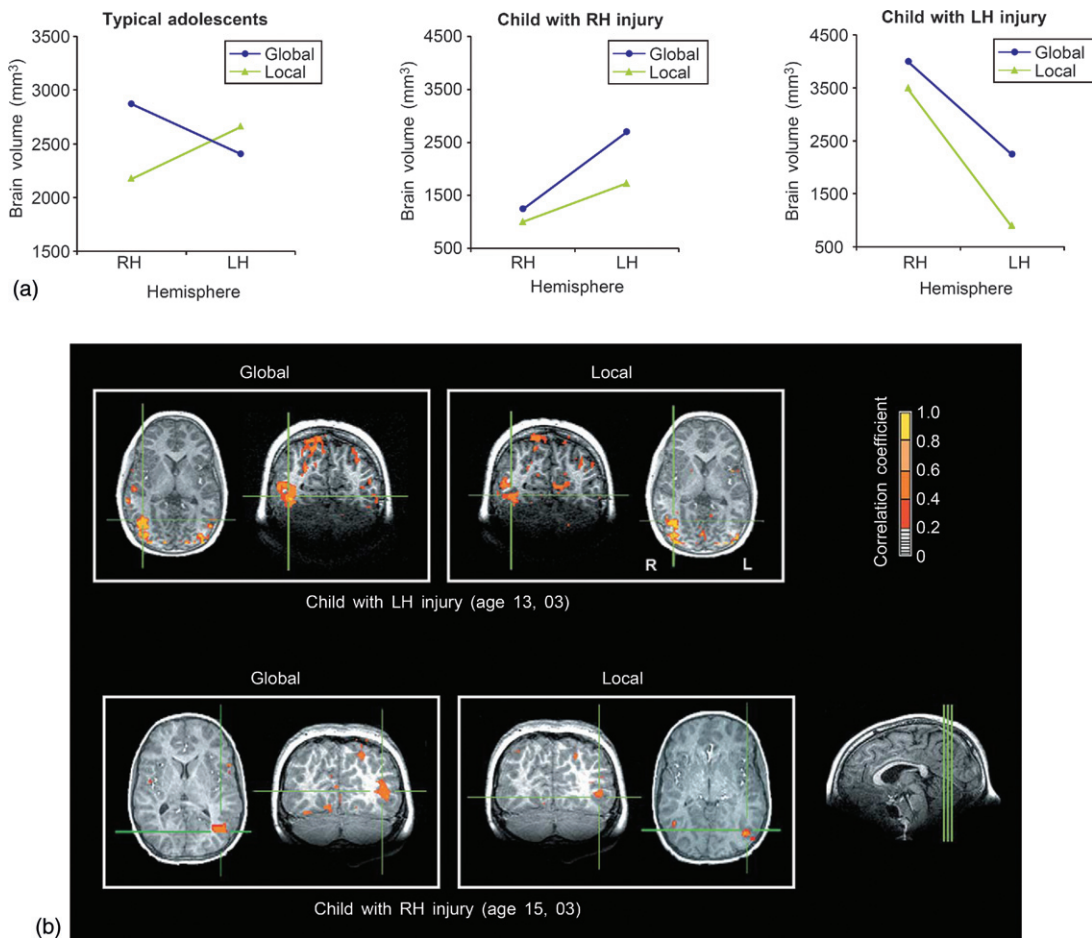 Typical adolescents
3500
3000
2500
2000
1500
Brain volume (mm³)
Global
Local
RH LH
Hemisphere
Child with RH injury
4500
3500
2500
1500
500
Brain volume (mm³)
Global
Local
RH LH
Hemisphere
Child with LH injury
4500
3500
2500
1500
500
Brain volume (mm³)
Global
Local
RH LH
Hemisphere
(a)
Global Local
R L
Child with LH injury (age 13, 03)
Correlation coefficient
1.0
0.8
0.6
0.4
0.2
0
Global Local
Child with RH injury (age 15, 03)
(b)